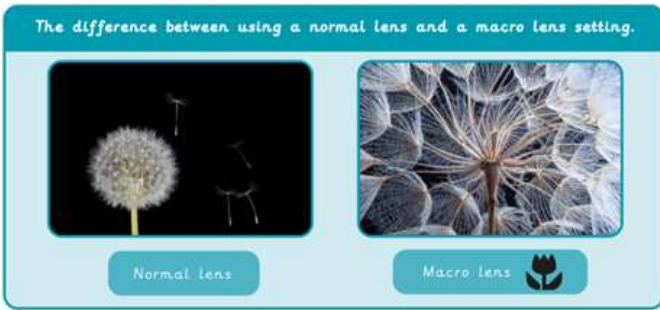 The difference between using a normal lens and a macro lens setting.
Normal lens
Macro lens